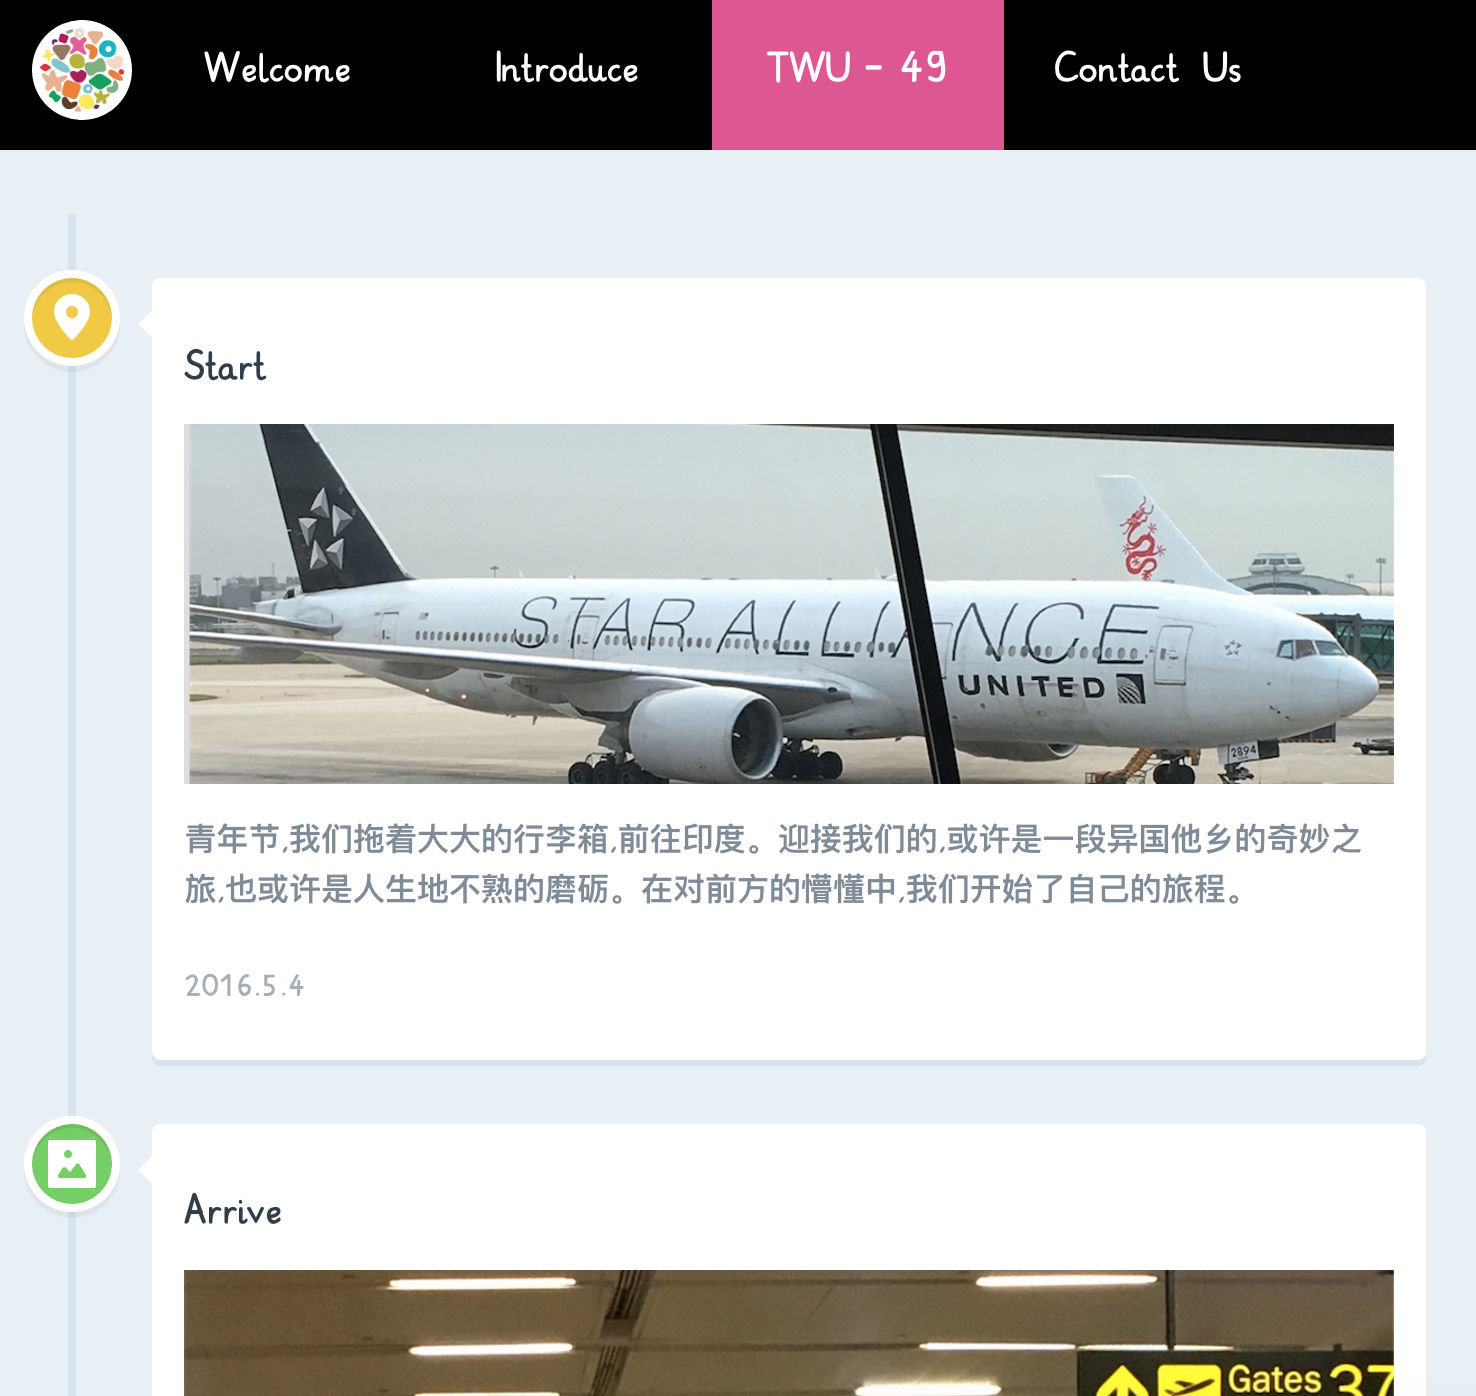 Welcome
Introduce
TWU - 49
Contact Us
Start
STAR ALLIANCE
UNITED
2894
青年节,我们拖着大大的行李箱,前往印度。迎接我们的,或许是一段异国他乡的奇妙之
旅,也或许是人生地不熟的磨砺。在对前方的懵懂中,我们开始了自己的旅程。
2016.5.4
Arrive
Gates 37